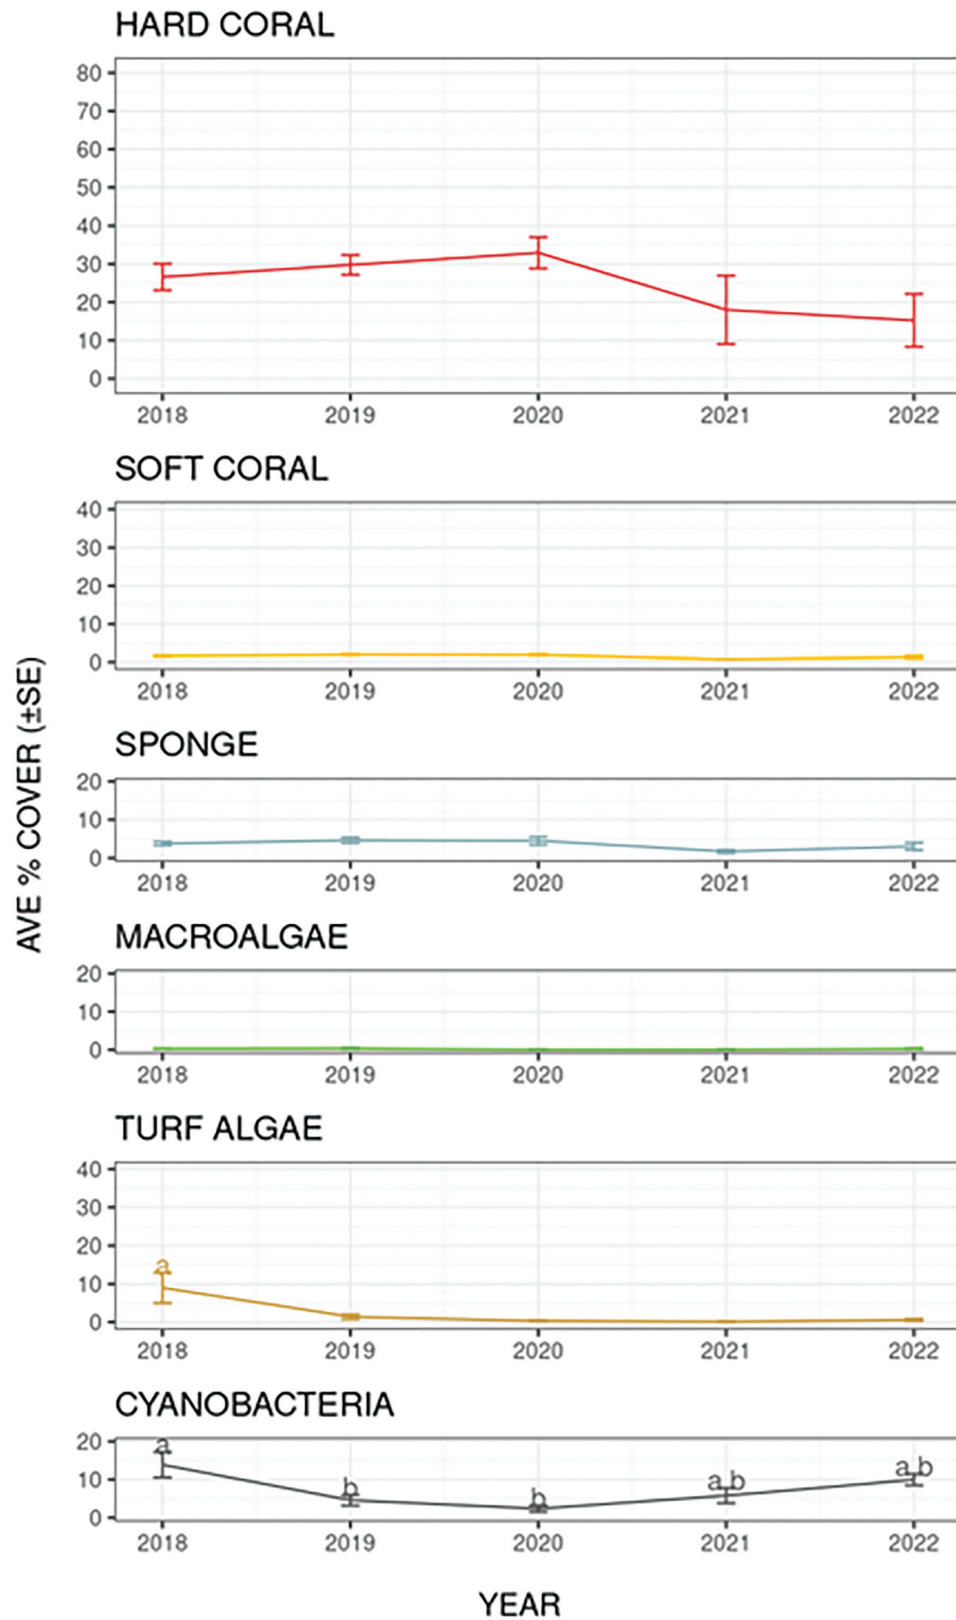 HARD CORAL
80
70
60
50
40
30
20
10
0
2018 2019 2020 2021 2022
SOFT CORAL
40
30
20
10
0
2018 2019 2020 2021 2022
SPONGE
20
10
0
2018 2019 2020 2021 2022
AVE % COVER (±SE)
MACROALGAE
20
10
0
2018 2019 2020 2021 2022
TURF ALGAE
40
30
20
10
0
a
2018 2019 2020 2021 2022
CYANOBACTERIA
20
10
0
a b b a,b a,b
2018 2019 2020 2021 2022
YEAR